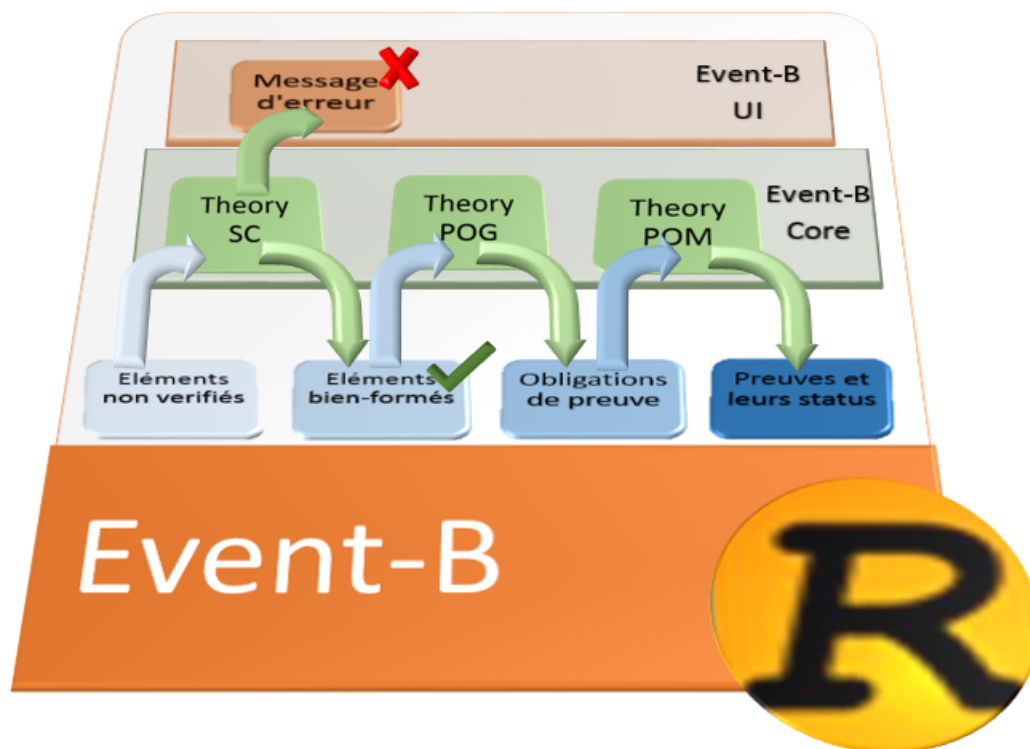 Message
d'erreur
Event-B
UI
Theory
SC
Theory
POG
Theory
POM
Event-B
Core
Eléments
non verifiés
Eléments
bien-formés
Obligations
de preuve
Preuves et
leurs status
Event-B
R